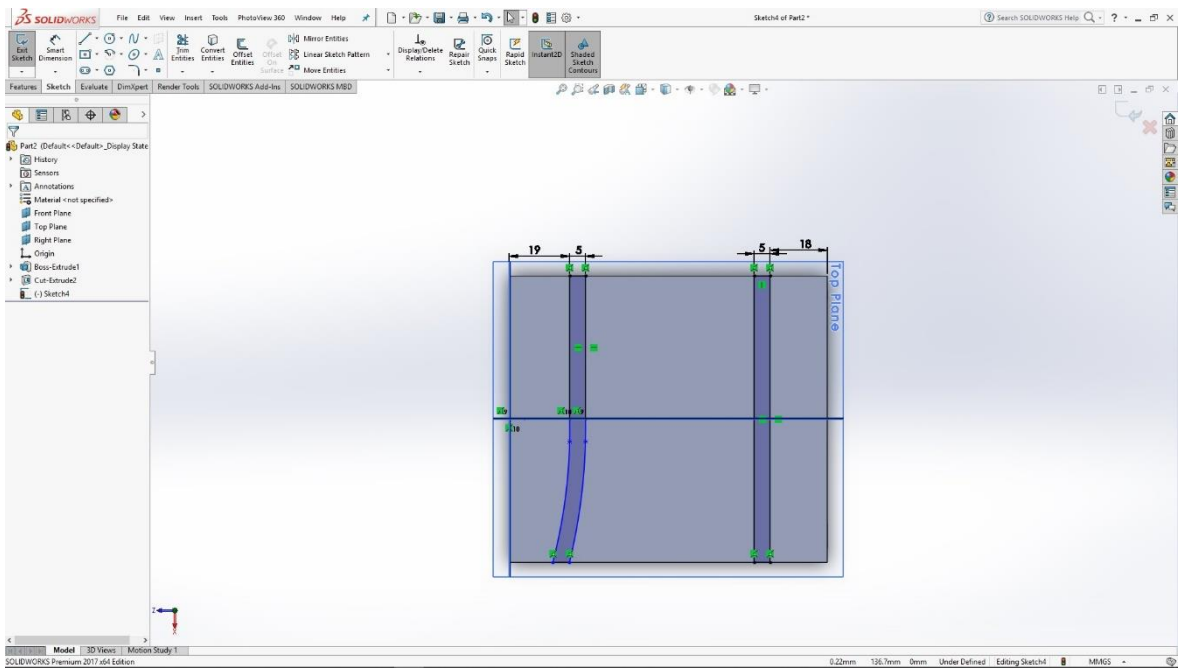 SOLIDWORKS File Edit View Insert Tools PhotoView 360 Window Help Sketch4 of Part2 * Search SOLIDWORKS Help
Exit Sketch
Smart Dimension
Trim Entities
Convert Entities
Offset Entities
Offset On Surface
Mirror Entities
Linear Sketch Pattern
Move Entities
Display/Delete Relations
Repair Sketch
Quick Snaps
Rapid Sketch
Instant2D
Shaded Sketch Contours
Features Sketch Evaluate DimXpert Render Tools SOLIDWORKS Add-Ins SOLIDWORKS MBD
Part2 (Default<<Default>_Display State
History
Sensors
Annotations
Material <not specified>
Front Plane
Top Plane
Right Plane
Origin
Boss-Extrude1
Cut-Extrude2
(-) Sketch4
19 5 5 18
Top Plane
Z
X
Model 3D Views Motion Study 1
SOLIDWORKS Premium 2017 x64 Edition 0.22mm 136.7mm 0mm Under Defined Editing Sketch4 MMGS